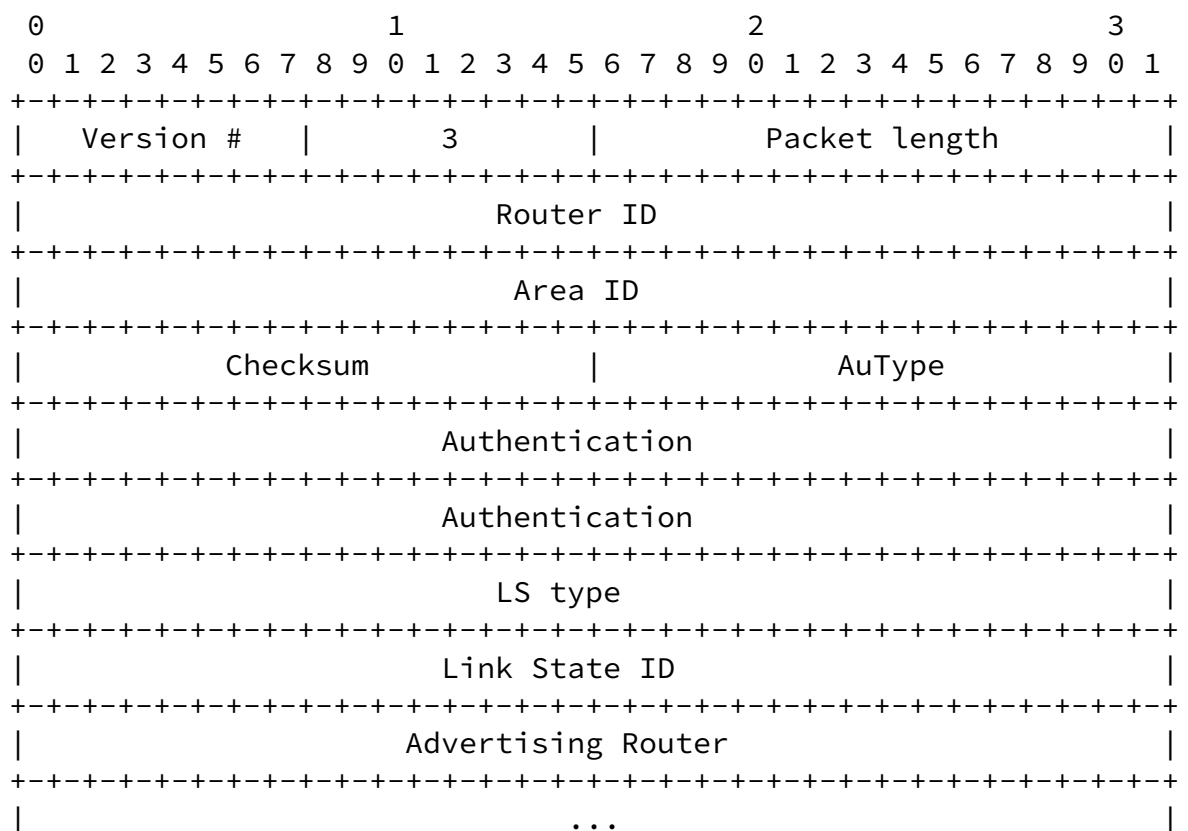 0                   1                   2                   3
 0 1 2 3 4 5 6 7 8 9 0 1 2 3 4 5 6 7 8 9 0 1 2 3 4 5 6 7 8 9 0 1
+-+-+-+-+-+-+-+-+-+-+-+-+-+-+-+-+-+-+-+-+-+-+-+-+-+-+-+-+-+-+-+-+
|   Version #   |       3       |         Packet length         |
+-+-+-+-+-+-+-+-+-+-+-+-+-+-+-+-+-+-+-+-+-+-+-+-+-+-+-+-+-+-+-+-+
|                          Router ID                            |
+-+-+-+-+-+-+-+-+-+-+-+-+-+-+-+-+-+-+-+-+-+-+-+-+-+-+-+-+-+-+-+-+
|                           Area ID                             |
+-+-+-+-+-+-+-+-+-+-+-+-+-+-+-+-+-+-+-+-+-+-+-+-+-+-+-+-+-+-+-+-+
|           Checksum            |             AuType            |
+-+-+-+-+-+-+-+-+-+-+-+-+-+-+-+-+-+-+-+-+-+-+-+-+-+-+-+-+-+-+-+-+
|                       Authentication                          |
+-+-+-+-+-+-+-+-+-+-+-+-+-+-+-+-+-+-+-+-+-+-+-+-+-+-+-+-+-+-+-+-+
|                       Authentication                          |
+-+-+-+-+-+-+-+-+-+-+-+-+-+-+-+-+-+-+-+-+-+-+-+-+-+-+-+-+-+-+-+-+
|                          LS type                              |
+-+-+-+-+-+-+-+-+-+-+-+-+-+-+-+-+-+-+-+-+-+-+-+-+-+-+-+-+-+-+-+-+
|                       Link State ID                           |
+-+-+-+-+-+-+-+-+-+-+-+-+-+-+-+-+-+-+-+-+-+-+-+-+-+-+-+-+-+-+-+-+
|                     Advertising Router                        |
+-+-+-+-+-+-+-+-+-+-+-+-+-+-+-+-+-+-+-+-+-+-+-+-+-+-+-+-+-+-+-+-+
|                              ...                              |